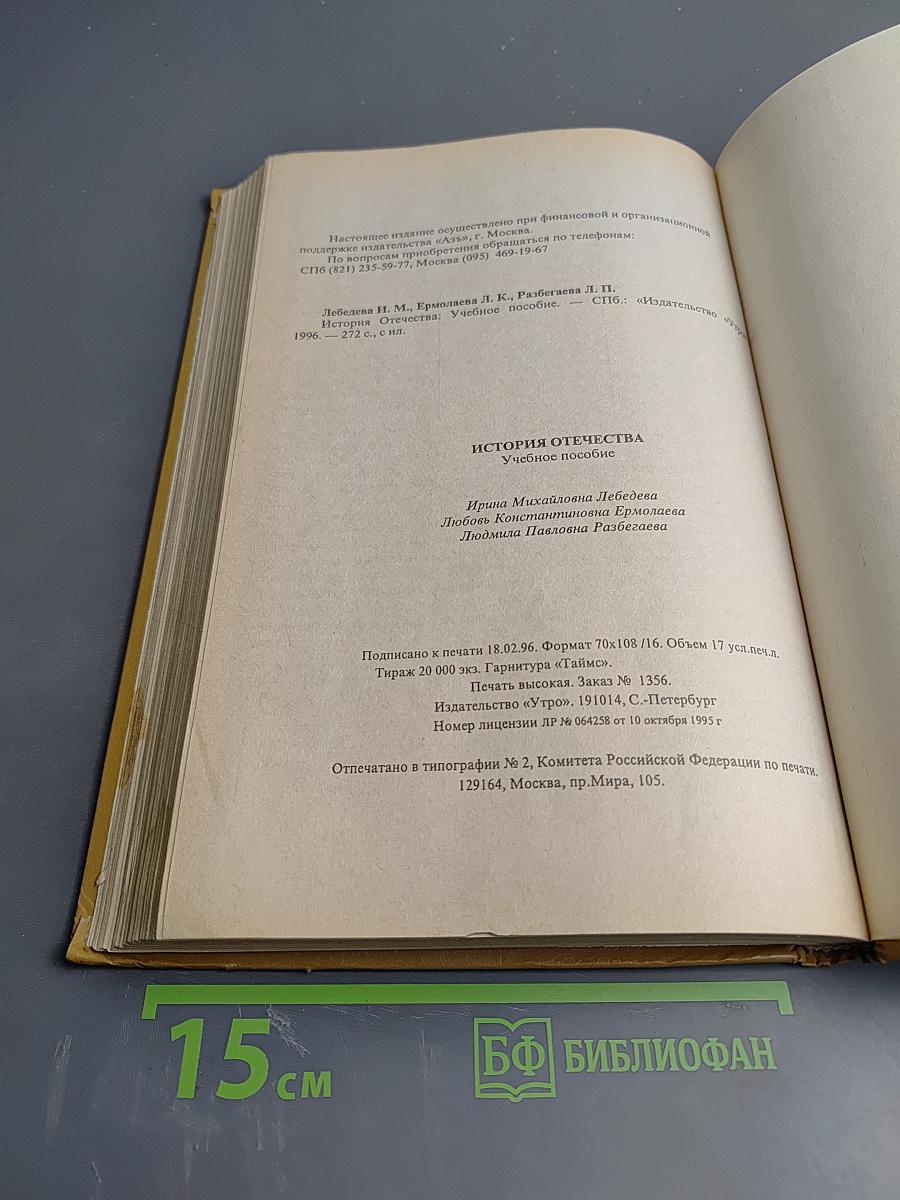 Настоящее издание осуществлено при финансовой и организационной
поддержке издательства «Азъ», г. Москва.
По вопросам приобретения обращаться по телефонам:
СПб (821) 235-59-77, Москва (095) 469-19-67
Лебедева И. М., Ермолаева Л. К., Разбегаева Л. П.
История Отечества: Учебное пособие. — СПб.: «Издательство «Утро»
1996. — 272 с., с ил.
ИСТОРИЯ ОТЕЧЕСТВА
Учебное пособие
Ирина Михайловна Лебедева
Любовь Константиновна Ермолаева
Людмила Павловна Разбегаева
Подписано к печати 18.02.96. Формат 70х108 /16. Объем 17 усл.печ.л.
Тираж 20 000 экз. Гарнитура «Таймс».
Печать высокая. Заказ № 1356.
Издательство «Утро». 191014, С.-Петербург
Номер лицензии ЛР № 064258 от 10 октября 1995 г
Отпечатано в типографии № 2, Комитета Российской Федерации по печати.
129164, Москва, пр.Мира, 105.
15 см
БФ БИБЛИОФАН